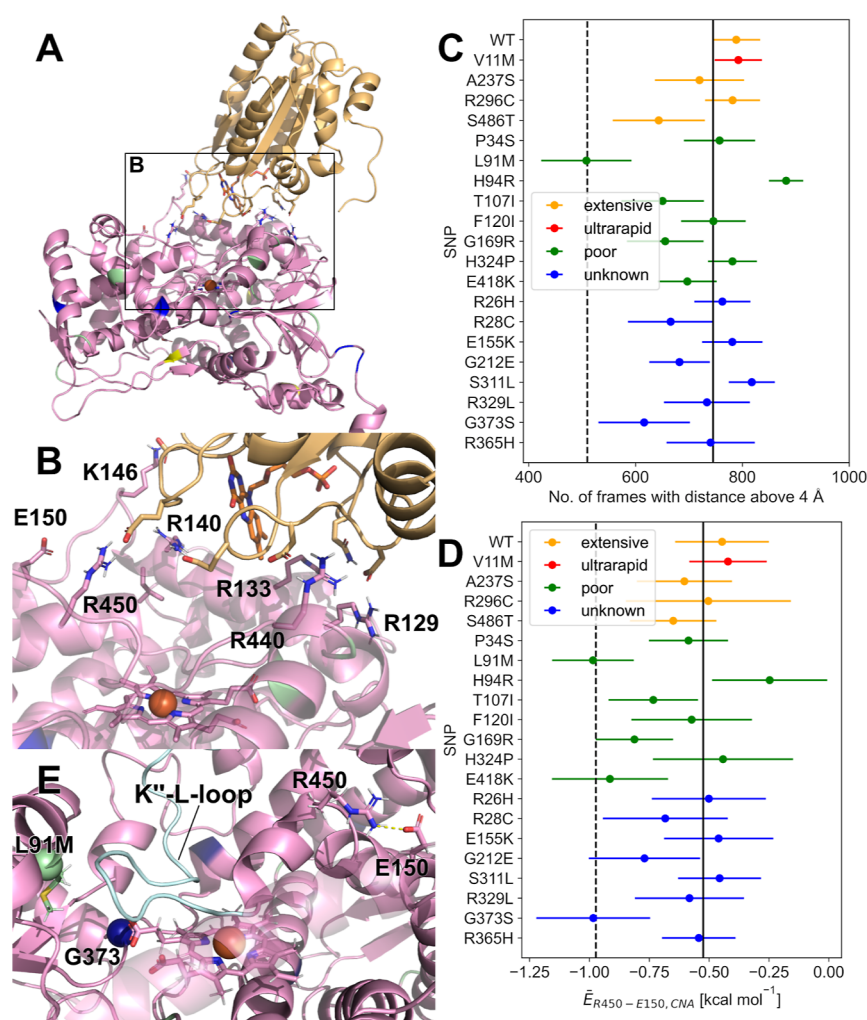 A
B
B
K146
E150
R140
R450
R133
R440
R129
E
R450
K"-L-loop
L91M
E150
G373
C
WT
V11M
A237S
R296C
S486T
P34S
L91M
H94R
T107I
F120I
G169R
H324P
E418K
R26H
R28C
E155K
G212E
S311L
R329L
G373S
R365H
SNP
extensive
ultrarapid
poor
unknown
400 600 800 1000
No. of frames with distance above 4 Å
D
WT
V11M
A237S
R296C
S486T
P34S
L91M
H94R
T107I
F120I
G169R
H324P
E418K
R26H
R28C
E155K
G212E
S311L
R329L
G373S
R365H
SNP
extensive
ultrarapid
poor
unknown
−1.25 −1.00 −0.75 −0.50 −0.25 0.00
Ē_{R450−E150, CNA} [kcal mol⁻¹]